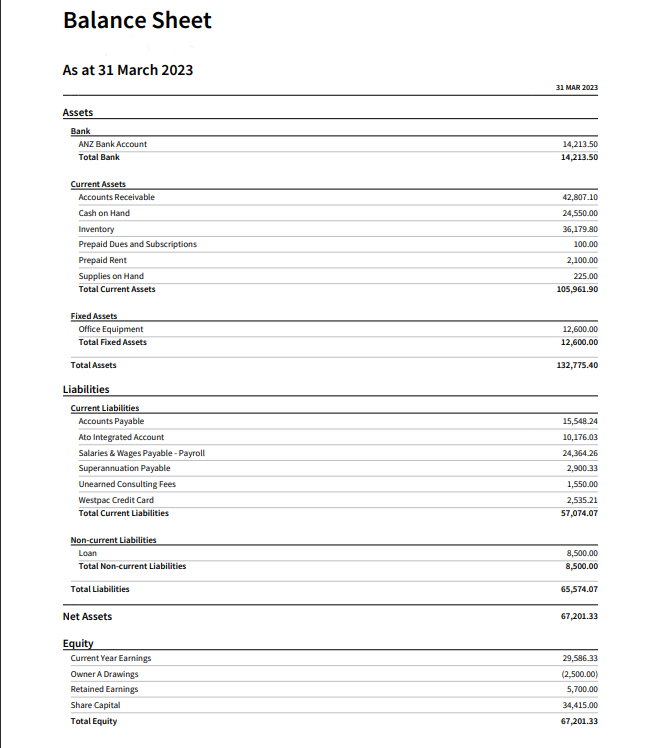 Balance Sheet
As at 31 March 2023
31 MAR 2023
Assets
Bank
ANZ Bank Account 14,213.50
Total Bank 14,213.50
Current Assets
Accounts Receivable 42,807.10
Cash on Hand 24,550.00
Inventory 36,179.80
Prepaid Dues and Subscriptions 100.00
Prepaid Rent 2,100.00
Supplies on Hand 225.00
Total Current Assets 105,961.90
Fixed Assets
Office Equipment 12,600.00
Total Fixed Assets 12,600.00
Total Assets 132,775.40
Liabilities
Current Liabilities
Accounts Payable 15,548.24
Ato Integrated Account 10,176.03
Salaries & Wages Payable - Payroll 24,364.26
Superannuation Payable 2,900.33
Unearned Consulting Fees 1,550.00
Westpac Credit Card 2,535.21
Total Current Liabilities 57,074.07
Non-current Liabilities
Loan 8,500.00
Total Non-current Liabilities 8,500.00
Total Liabilities 65,574.07
Net Assets 67,201.33
Equity
Current Year Earnings 29,586.33
Owner A Drawings (2,500.00)
Retained Earnings 5,700.00
Share Capital 34,415.00
Total Equity 67,201.33